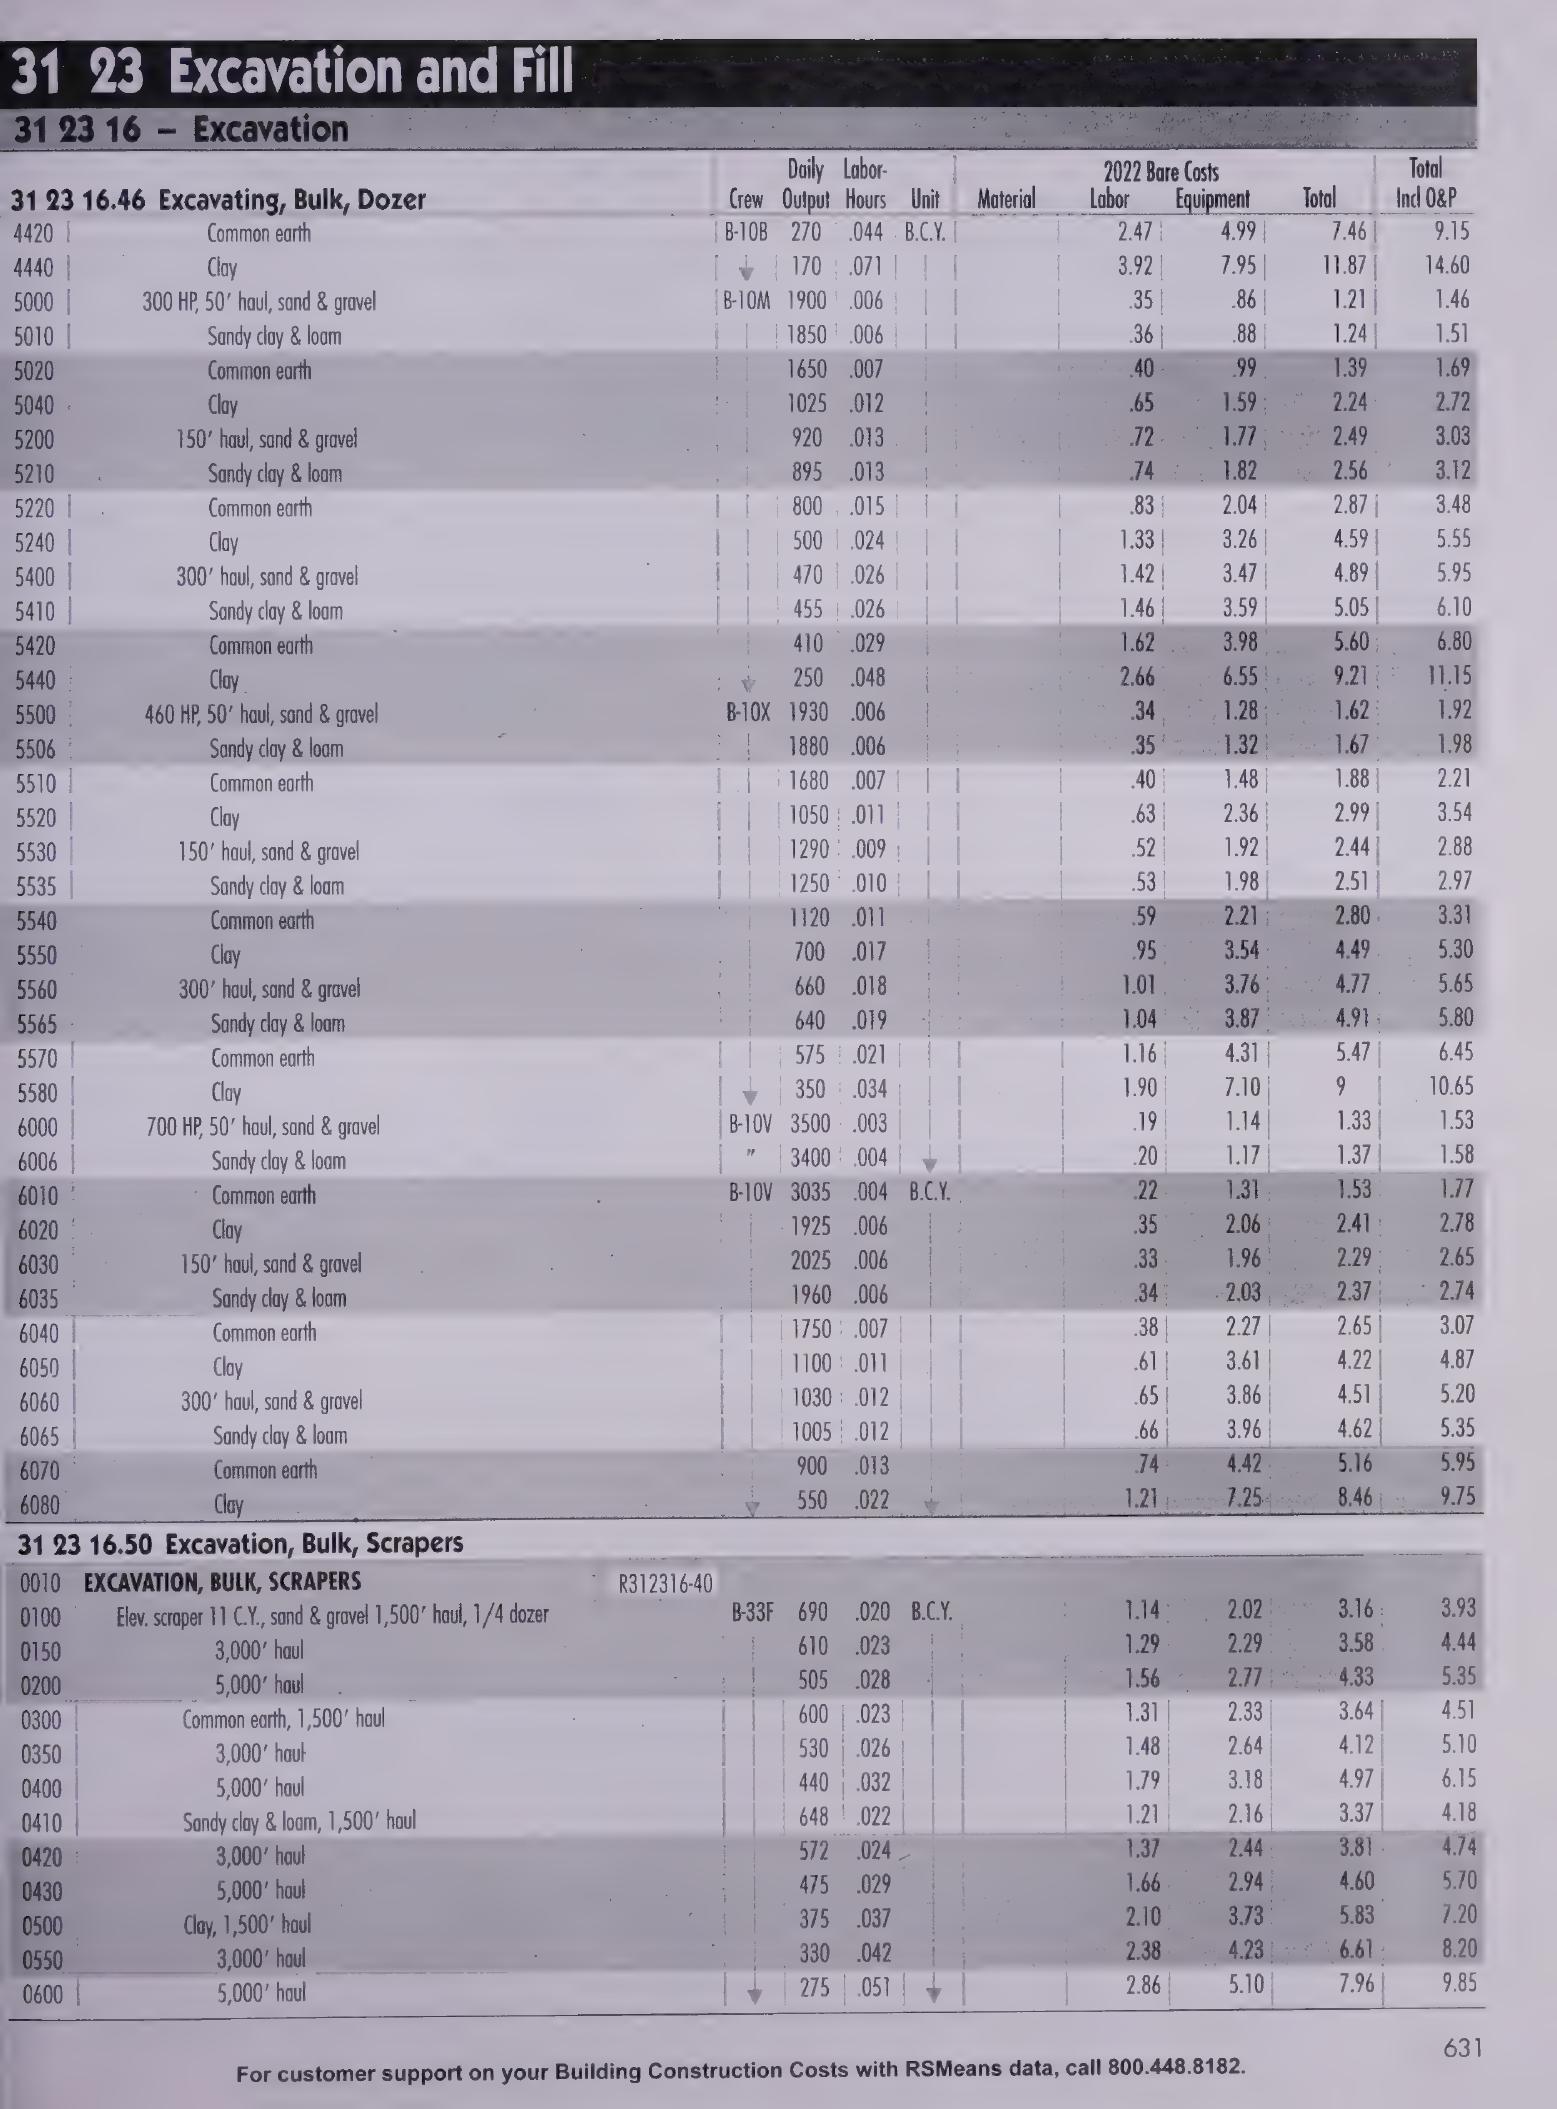 31 23 Excavation and Fill
31 23 16 – Excavation
Daily Labor- 2022 Bare Costs Total
31 23 16.46 Excavating, Bulk, Dozer Crew Output Hours Unit Material Labor Equipment Total Incl O&P
4420 Common earth B-10B 270 .044 B.C.Y. 2.47 4.99 7.46 9.15
4440 Clay 170 .071 3.92 7.95 11.87 14.60
5000 300 HP, 50' haul, sand & gravel B-10M 1900 .006 .35 .86 1.21 1.46
5010 Sandy clay & loam 1850 .006 .36 .88 1.24 1.51
5020 Common earth 1650 .007 .40 .99 1.39 1.69
5040 Clay 1025 .012 .65 1.59 2.24 2.72
5200 150' haul, sand & gravel 920 .013 .72 1.77 2.49 3.03
5210 Sandy clay & loam 895 .013 .74 1.82 2.56 3.12
5220 Common earth 800 .015 .83 2.04 2.87 3.48
5240 Clay 500 .024 1.33 3.26 4.59 5.55
5400 300' haul, sand & gravel 470 .026 1.42 3.47 4.89 5.95
5410 Sandy clay & loam 455 .026 1.46 3.59 5.05 6.10
5420 Common earth 410 .029 1.62 3.98 5.60 6.80
5440 Clay 250 .048 2.66 6.55 9.21 11.15
5500 460 HP, 50' haul, sand & gravel B-10X 1930 .006 .34 1.28 1.62 1.92
5506 Sandy clay & loam 1880 .006 .35 1.32 1.67 1.98
5510 Common earth 1680 .007 .40 1.48 1.88 2.21
5520 Clay 1050 .011 .63 2.36 2.99 3.54
5530 150' haul, sand & gravel 1290 .009 .52 1.92 2.44 2.88
5535 Sandy clay & loam 1250 .010 .53 1.98 2.51 2.97
5540 Common earth 1120 .011 .59 2.21 2.80 3.31
5550 Clay 700 .017 .95 3.54 4.49 5.30
5560 300' haul, sand & gravel 660 .018 1.01 3.76 4.77 5.65
5565 Sandy clay & loam 640 .019 1.04 3.87 4.91 5.80
5570 Common earth 575 .021 1.16 4.31 5.47 6.45
5580 Clay 350 .034 1.90 7.10 9 10.65
6000 700 HP, 50' haul, sand & gravel B-10V 3500 .003 .19 1.14 1.33 1.53
6006 Sandy clay & loam " 3400 .004 .20 1.17 1.37 1.58
6010 Common earth B-10V 3035 .004 B.C.Y. .22 1.31 1.53 1.77
6020 Clay 1925 .006 .35 2.06 2.41 2.78
6030 150' haul, sand & gravel 2025 .006 .33 1.96 2.29 2.65
6035 Sandy clay & loam 1960 .006 .34 2.03 2.37 2.74
6040 Common earth 1750 .007 .38 2.27 2.65 3.07
6050 Clay 1100 .011 .61 3.61 4.22 4.87
6060 300' haul, sand & gravel 1030 .012 .65 3.86 4.51 5.20
6065 Sandy clay & loam 1005 .012 .66 3.96 4.62 5.35
6070 Common earth 900 .013 .74 4.42 5.16 5.95
6080 Clay 550 .022 1.21 7.25 8.46 9.75
31 23 16.50 Excavation, Bulk, Scrapers
0010 EXCAVATION, BULK, SCRAPERS R312316-40
0100 Elev. scraper 11 C.Y., sand & gravel 1,500' haul, 1/4 dozer B-33F 690 .020 B.C.Y. 1.14 2.02 3.16 3.93
0150 3,000' haul 610 .023 1.29 2.29 3.58 4.44
0200 5,000' haul 505 .028 1.56 2.77 4.33 5.35
0300 Common earth, 1,500' haul 600 .023 1.31 2.33 3.64 4.51
0350 3,000' haul 530 .026 1.48 2.64 4.12 5.10
0400 5,000' haul 440 .032 1.79 3.18 4.97 6.15
0410 Sandy clay & loam, 1,500' haul 648 .022 1.21 2.16 3.37 4.18
0420 3,000' haul 572 .024 1.37 2.44 3.81 4.74
0430 5,000' haul 475 .029 1.66 2.94 4.60 5.70
0500 Clay, 1,500' haul 375 .037 2.10 3.73 5.83 7.20
0550 3,000' haul 330 .042 2.38 4.23 6.61 8.20
0600 5,000' haul 275 .051 2.86 5.10 7.96 9.85
631
For customer support on your Building Construction Costs with RSMeans data, call 800.448.8182.